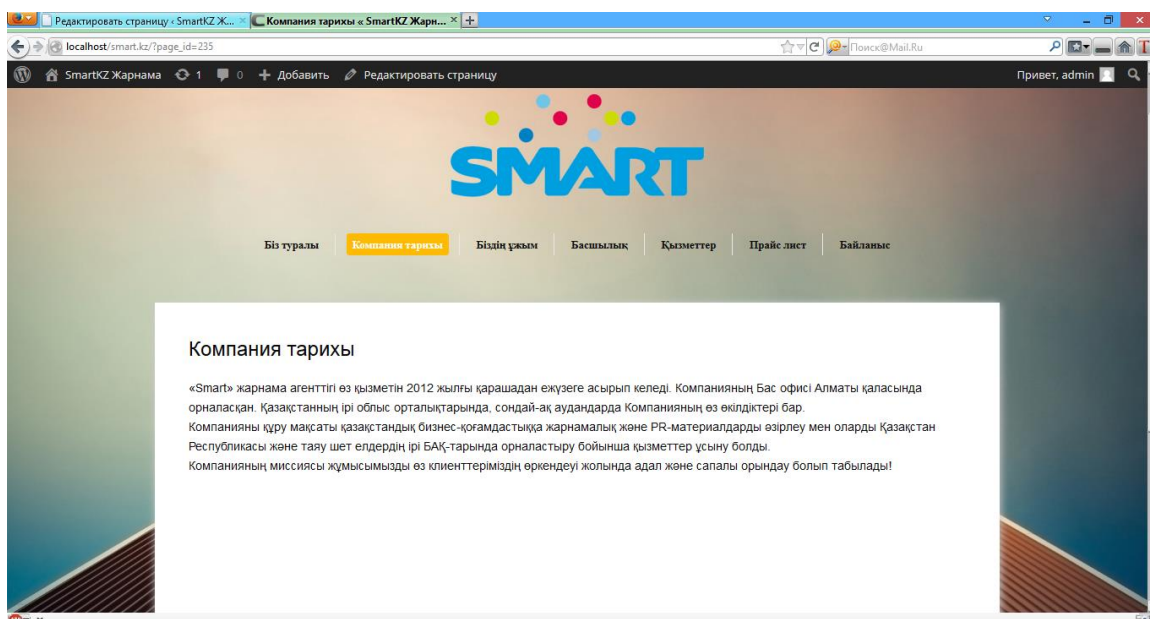 Редактировать страницу ‹ SmartKZ Ж...
Компания тарихы « SmartKZ Жарн...
localhost/smart.kz/?page_id=235
Поиск@Mail.Ru
SmartKZ Жарнама 1 0 + Добавить Редактировать страницу
Привет, admin
SMART
Біз туралы
Компания тарихы
Біздің ұжым
Басшылық
Қызметтер
Прайс лист
Байланыс
Компания тарихы
«Smart» жарнама агенттігі өз қызметін 2012 жылғы қарашадан ежүзеге асырып келеді. Компанияның Бас офисі Алматы қаласында
орналасқан. Қазақстанның ірі облыс орталықтарында, сондай-ақ аудандарда Компанияның өз өкілдіктері бар.
Компанияны құру мақсаты қазақстандық бизнес-қоғамдастыққа жарнамалық және PR-материалдарды әзірлеу мен оларды Қазақстан
Республикасы және таяу шет елдердің ірі БАҚ-тарында орналастыру бойынша қызметтер ұсыну болды.
Компанияның миссиясы жұмысымызды өз клиенттеріміздің өркендеуі жолында адал және сапалы орындау болып табылады!